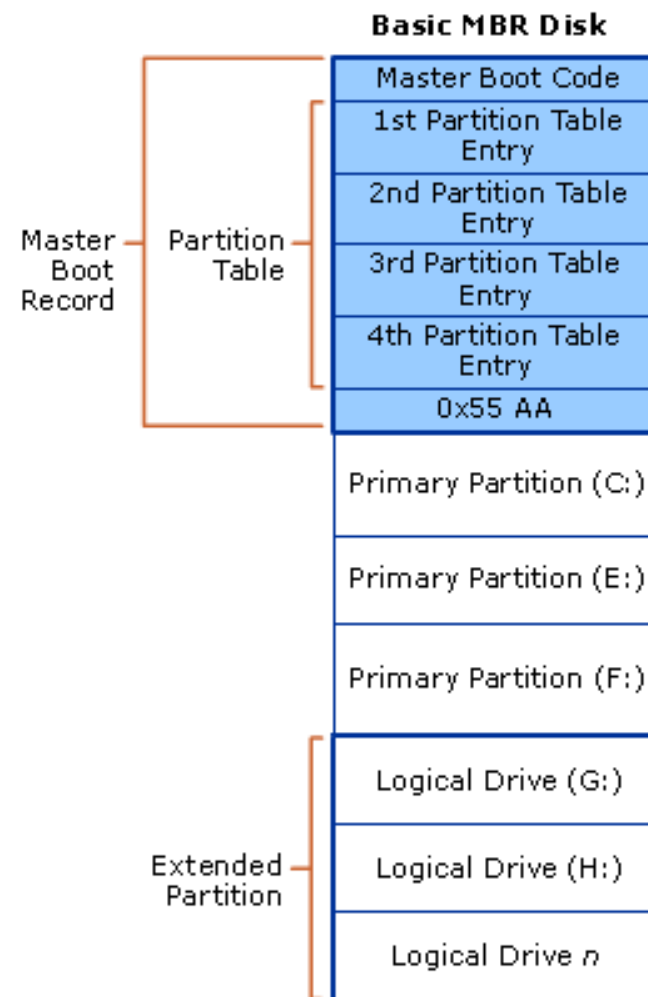 Basic MBR Disk
Master Boot Code
1st Partition Table
Entry
2nd Partition Table
Entry
3rd Partition Table
Entry
4th Partition Table
Entry
0x55 AA
Master
Boot
Record
Partition
Table
Primary Partition (C:)
Primary Partition (E:)
Primary Partition (F:)
Logical Drive (G:)
Logical Drive (H:)
Logical Drive n
Extended
Partition